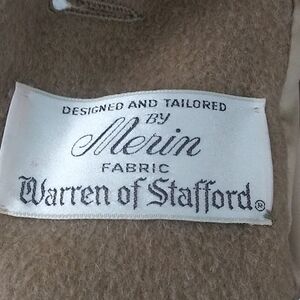 DESIGNED AND TAILORED
BY
Merin
FABRIC
Warren of Stafford®